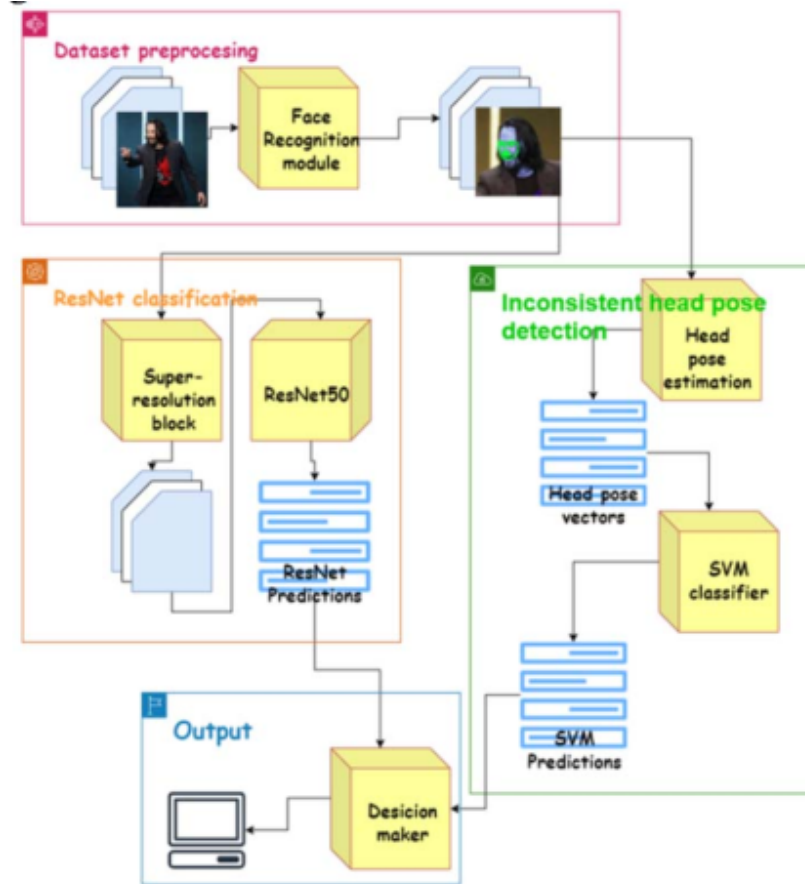 Dataset preprocesing
Face
Recognition
module
ResNet classification
Super-
resolution
block
ResNet50
ResNet
Predictions
Inconsistent head pose
detection
Head
pose
estimation
Head pose
vectors
SVM
classifier
SVM
Predictions
Output
Desicion
maker